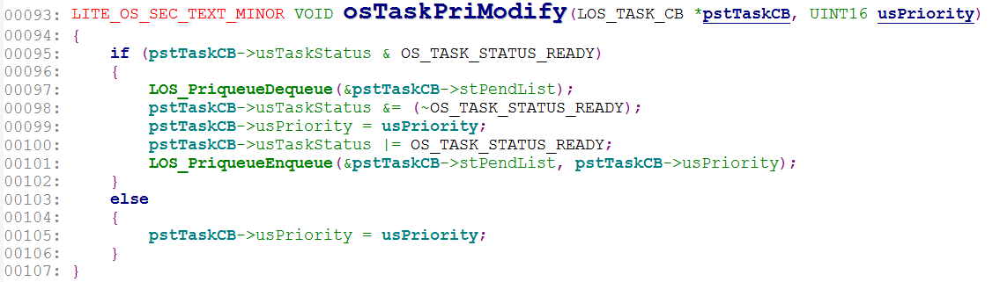 00093: LITE_OS_SEC_TEXT_MINOR VOID osTaskPriModify(LOS_TASK_CB *pstTaskCB, UINT16 usPriority)
00094: {
00095:     if (pstTaskCB->usTaskStatus & OS_TASK_STATUS_READY)
00096:     {
00097:         LOS_PriqueueDequeue(&pstTaskCB->stPendList);
00098:         pstTaskCB->usTaskStatus &= (~OS_TASK_STATUS_READY);
00099:         pstTaskCB->usPriority = usPriority;
00100:         pstTaskCB->usTaskStatus |= OS_TASK_STATUS_READY;
00101:         LOS_PriqueueEnqueue(&pstTaskCB->stPendList, pstTaskCB->usPriority);
00102:     }
00103:     else
00104:     {
00105:         pstTaskCB->usPriority = usPriority;
00106:     }
00107: }